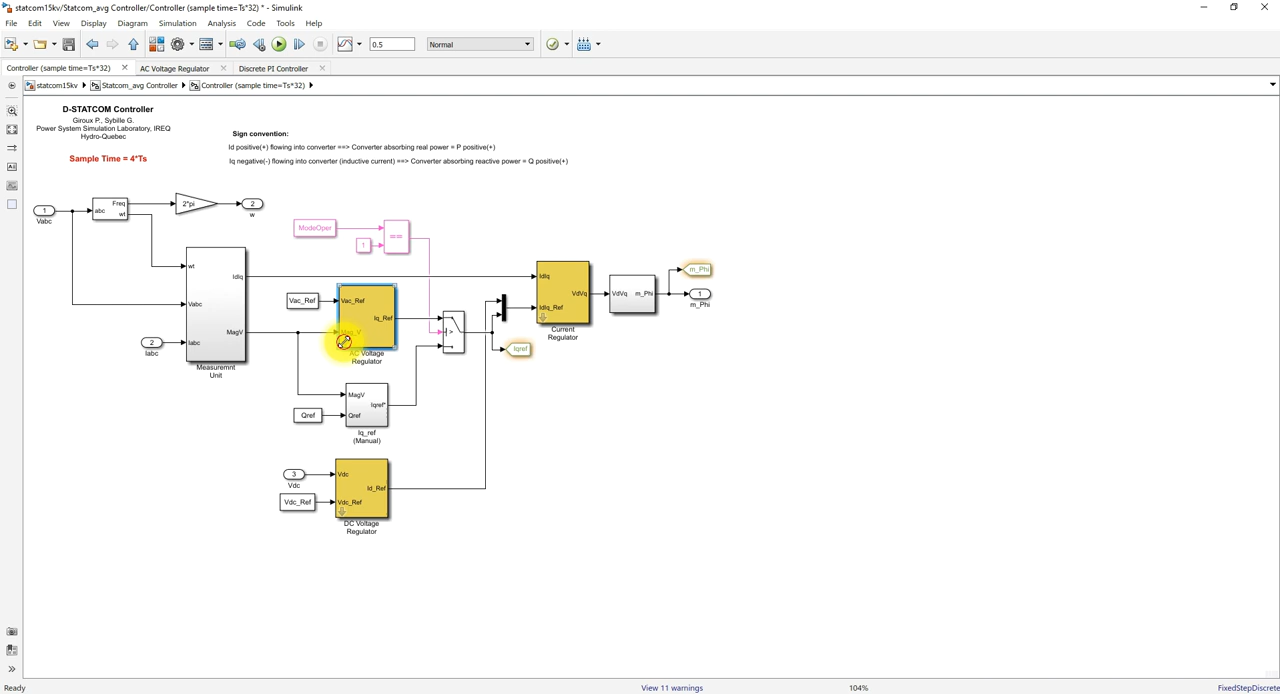 statcom15kv/Statcom_avg Controller/Controller (sample time=Ts*32) * - Simulink
File Edit View Display Diagram Simulation Analysis Code Tools Help
0.5 Normal
Controller (sample time=Ts*32) AC Voltage Regulator Discrete PI Controller
statcom15kv Statcom_avg Controller Controller (sample time=Ts*32)
D-STATCOM Controller
Giroux P., Sybille G.
Power System Simulation Laboratory, IREQ
Hydro-Quebec
Sample Time = 4*Ts
Sign convention:
Id positive(+) flowing into converter ==> Converter absorbing real power = P positive(+)
Iq negative(-) flowing into converter (inductive current) ==> Converter absorbing reactive power = Q positive(+)
1
Vabc
abc Freq wt
2*pi
2
w
ModeOper
1
==
wt
Vabc
Iabc
IdIq
MagV
Measuremnt
Unit
2
Iabc
Vac_Ref
Vac_Ref
Iq_Ref
Mag_V
AC Voltage
Regulator
>
Iqref
IdIq
VdVq
IdIq_Ref
Current
Regulator
VdVq m_Phi
m_Phi
1
m_Phi
Qref
MagV
Iqref*
Qref
Iq_ref
(Manual)
3
Vdc
Vdc_Ref
Vdc
Id_Ref
Vdc_Ref
DC Voltage
Regulator
Ready View 11 warnings 104% FixedStepDiscrete